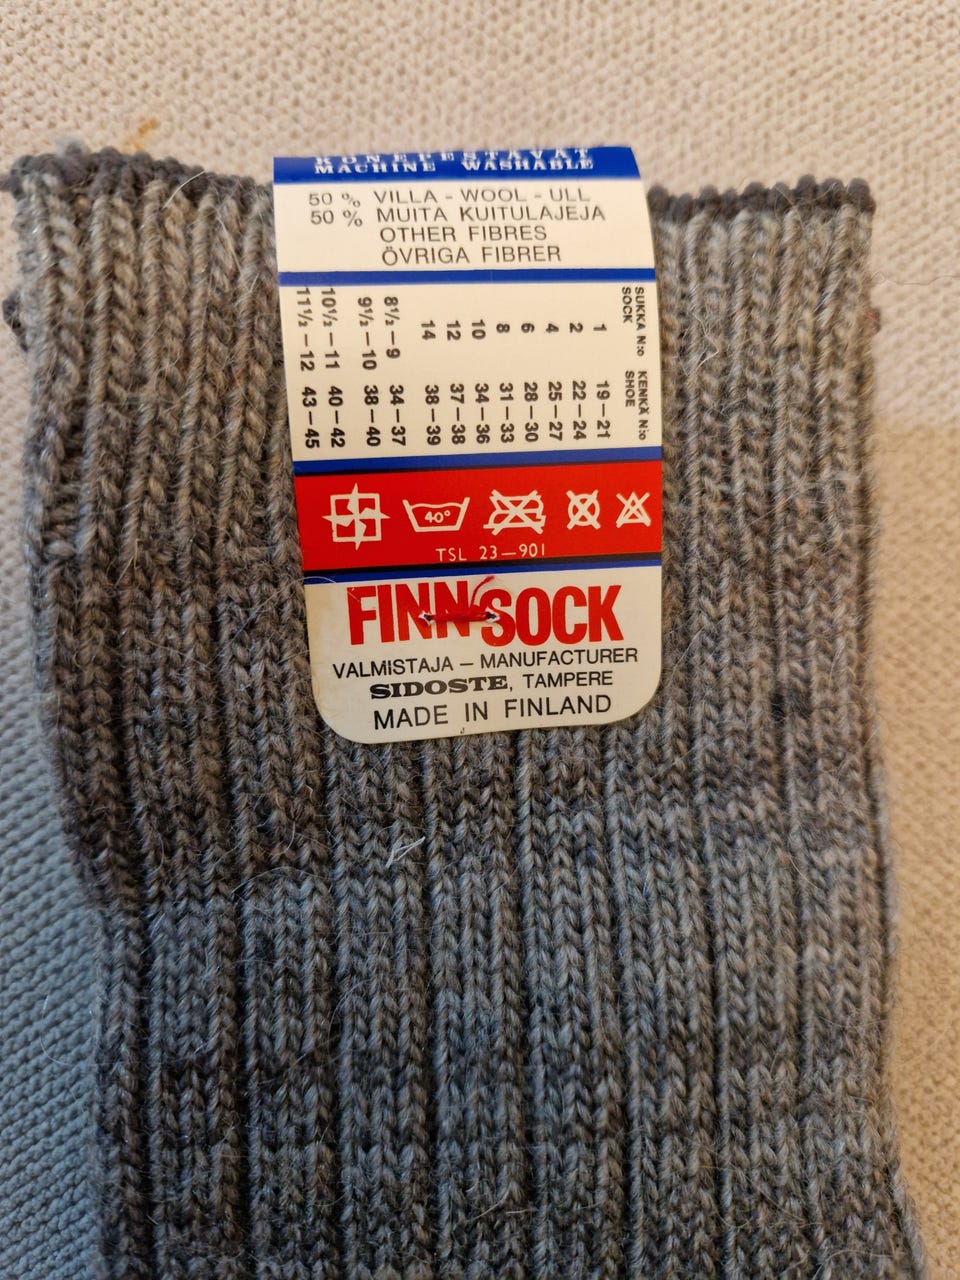 KONEPESTÄVÄT
MACHINE WASHABLE
50 % VILLA - WOOL - ULL
50 % MUITA KUITULAJEJA
OTHER FIBRES
ÖVRIGA FIBRER
SUKKA N:o KENKÄ N:o
SOCK SHOE
1 19—21
2 22—24
4 25—27
6 28—30
8 31—33
10 34—36
12 37—38
14 38—39
8½—9 34—37
9½—10 38—40
10½—11 40—42
11½—12 43—45
40°
TSL 23—901
FINN SOCK
VALMISTAJA – MANUFACTURER
SIDOSTE, TAMPERE
MADE IN FINLAND